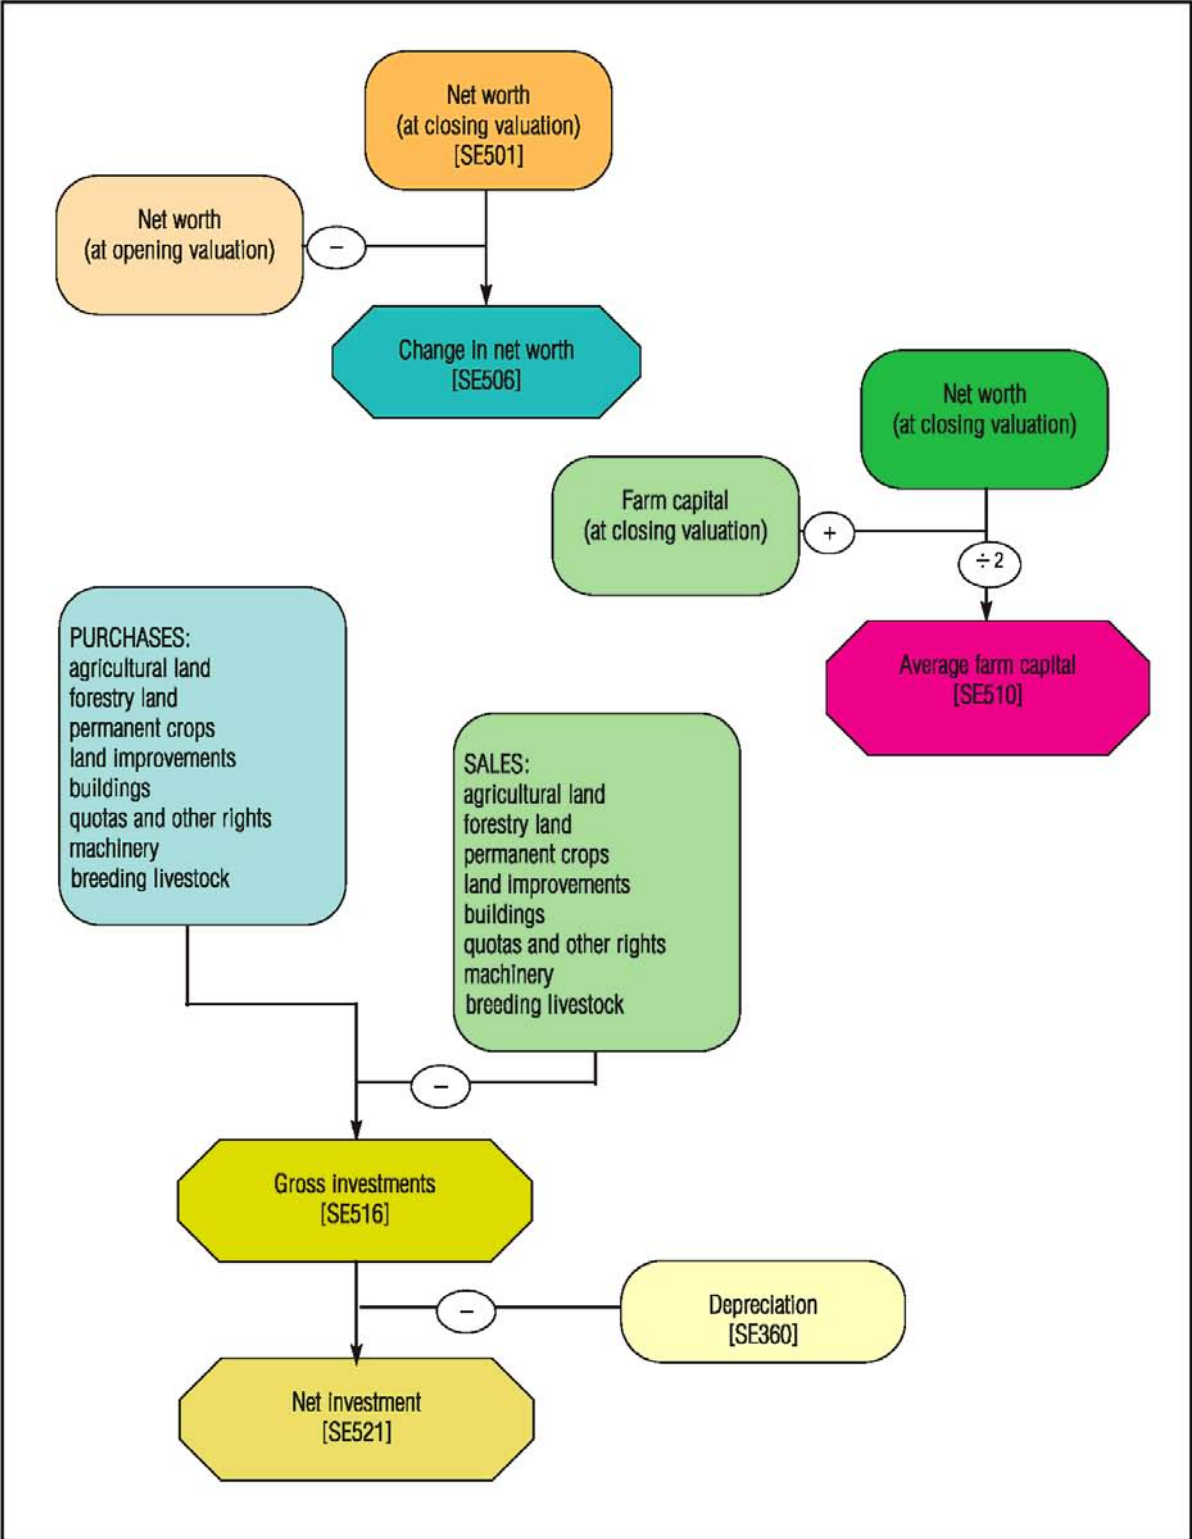 Net worth
(at closing valuation)
[SE501]
Net worth
(at opening valuation)
–
Change in net worth
[SE506]
Net worth
(at closing valuation)
Farm capital
(at closing valuation)
+
÷ 2
Average farm capital
[SE510]
PURCHASES:
agricultural land
forestry land
permanent crops
land improvements
buildings
quotas and other rights
machinery
breeding livestock
SALES:
agricultural land
forestry land
permanent crops
land improvements
buildings
quotas and other rights
machinery
breeding livestock
–
Gross investments
[SE516]
–
Depreciation
[SE360]
Net investment
[SE521]